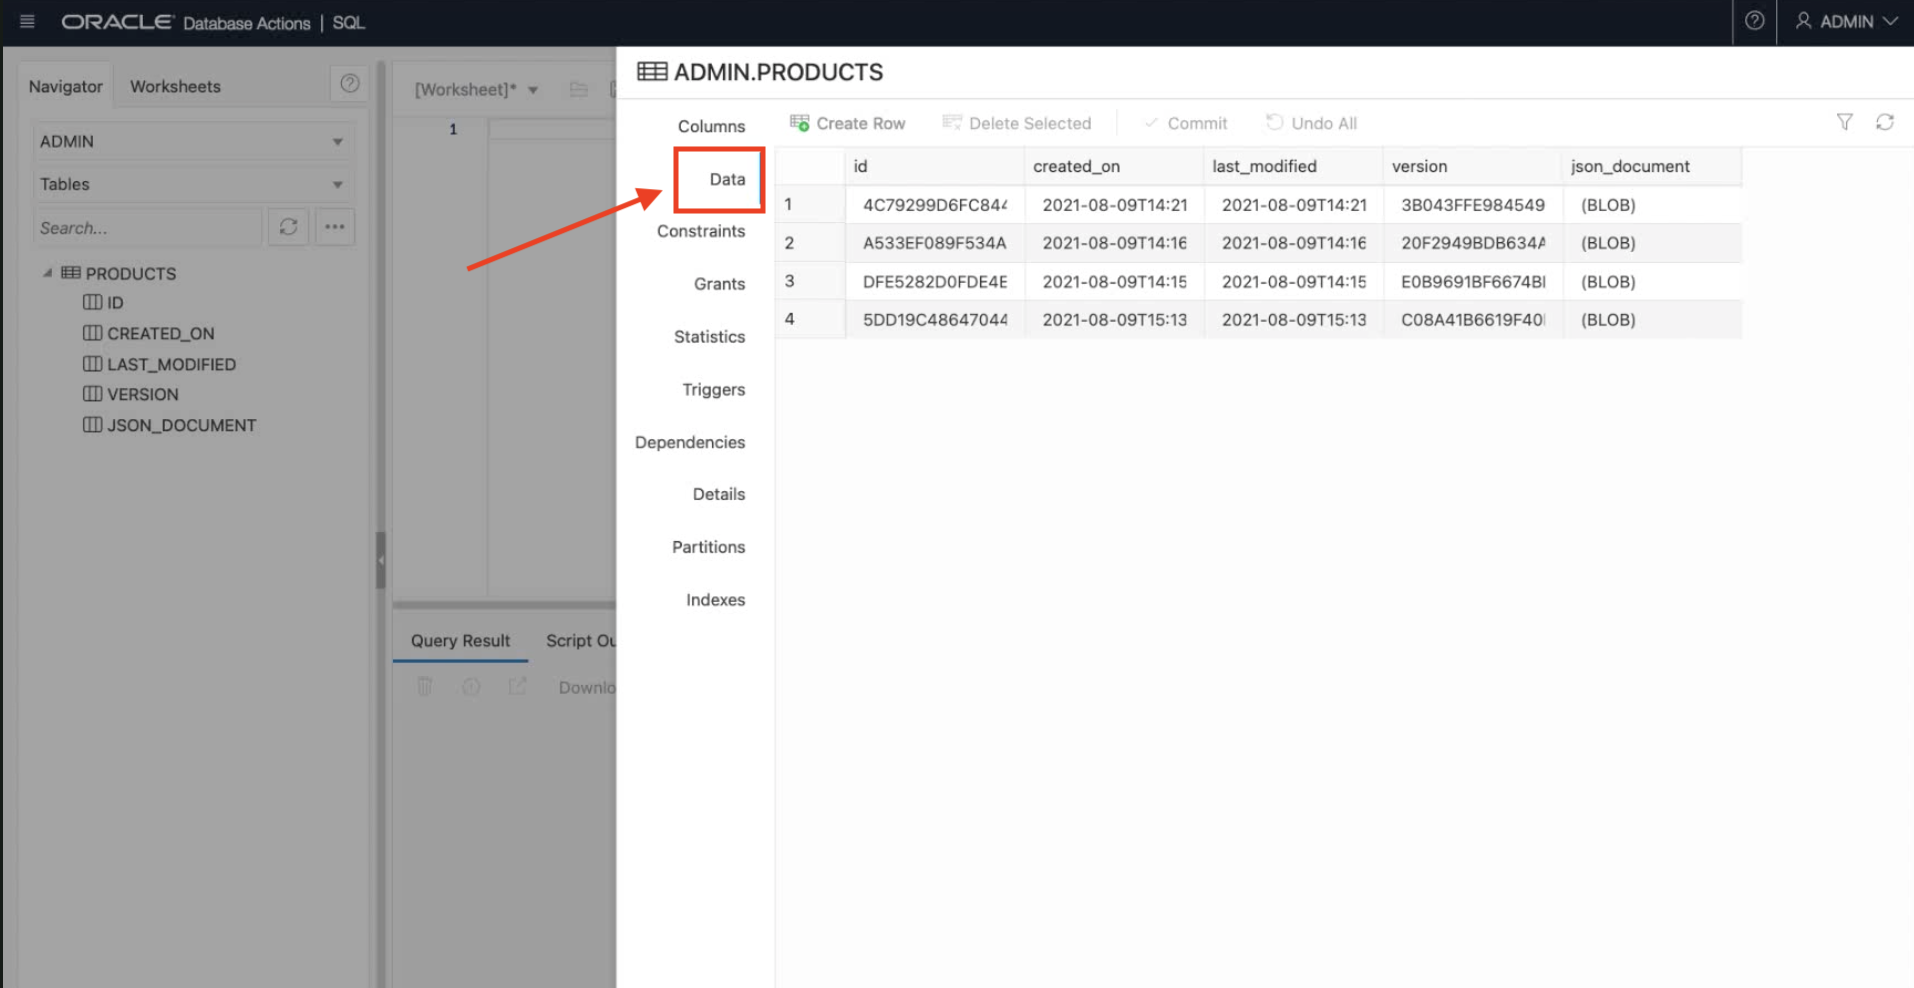 ORACLE Database Actions | SQL
ADMIN
Navigator
Worksheets
ADMIN
Tables
Search...
PRODUCTS
ID
CREATED_ON
LAST_MODIFIED
VERSION
JSON_DOCUMENT
[Worksheet]*
1
Query Result
Script Ou
Downlo
ADMIN.PRODUCTS
Columns
Data
Constraints
Grants
Statistics
Triggers
Dependencies
Details
Partitions
Indexes
Create Row Delete Selected Commit Undo All
id created_on last_modified version json_document
1 4C79299D6FC844 2021-08-09T14:21 2021-08-09T14:21 3B043FFE984549 (BLOB)
2 A533EF089F534A 2021-08-09T14:16 2021-08-09T14:16 20F2949BDB634A (BLOB)
3 DFE5282D0FDE4E 2021-08-09T14:15 2021-08-09T14:15 E0B9691BF6674B (BLOB)
4 5DD19C48647044 2021-08-09T15:13 2021-08-09T15:13 C08A41B6619F40 (BLOB)